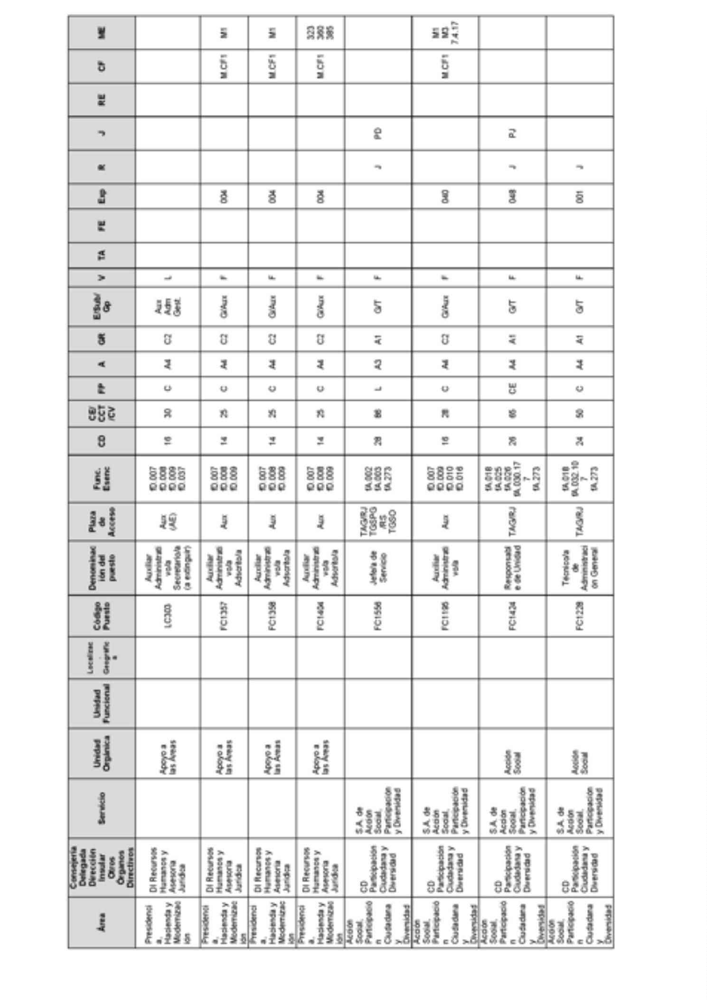 Área
Consejería
Delegada
Dirección
Insular
Otros
Órganos
Directivos
Servicio
Unidad
Orgánica
Unidad
Funcional
Localizac
.
Geográfic
a
Código
Puesto
Denominac
ión del
puesto
Plaza
de
Acceso
Func.
Esenc
CD
CE/
CCT
/CV
FP
A
GR
E/Sub/
Gp
V
TA
FE
Exp
R
J
RE
CF
ME
Presidenci
a,
Hacienda y
Modernizac
ión
DI Recursos
Humanos y
Asesoría
Jurídica
Apoyo a
las Áreas
LC303
Auxiliar
Administrati
vo/a
Secretario/a
(a extinguir)
Aux
(AE)
fD.007
fD.008
fD.009
fD.037
16
30
C
A4
C2
Aux
Adm
Gest.
L
Presidenci
a,
Hacienda y
Modernizac
ión
DI Recursos
Humanos y
Asesoría
Jurídica
Apoyo a
las Áreas
FC1357
Auxiliar
Administrati
vo/a
Adscrito/a
Aux
fD.007
fD.008
fD.009
14
25
C
A4
C2
G/Aux
F
004
M.CF1
M1
Presidenci
a,
Hacienda y
Modernizac
ión
DI Recursos
Humanos y
Asesoría
Jurídica
Apoyo a
las Áreas
FC1358
Auxiliar
Administrati
vo/a
Adscrito/a
Aux
fD.007
fD.008
fD.009
14
25
C
A4
C2
G/Aux
F
004
M.CF1
M1
Presidenci
a,
Hacienda y
Modernizac
ión
DI Recursos
Humanos y
Asesoría
Jurídica
Apoyo a
las Áreas
FC1404
Auxiliar
Administrati
vo/a
Adscrito/a
Aux
fD.007
fD.008
fD.009
14
25
C
A4
C2
G/Aux
F
004
M.CF1
323
360
385
Acción
Social,
Participació
n
Ciudadana
y
Diversidad
CD
Participación
Ciudadana y
Diversidad
S.A. de
Acción
Social,
Participación
y Diversidad
FC1556
Jefe/a de
Servicio
TAG/RJ
TGSPG
/RS
TGSO
fA.002
fA.003
fA.273
28
86
L
A3
A1
G/T
F
J
PD
Acción
Social,
Participació
n
Ciudadana
y
Diversidad
CD
Participación
Ciudadana y
Diversidad
S.A. de
Acción
Social,
Participación
y Diversidad
FC1195
Auxiliar
Administrati
vo/a
Aux
fD.007
fD.009
fD.010
fD.016
16
28
C
A4
C2
G/Aux
F
040
M.CF1
M1
M3
7.4.17
Acción
Social,
Participació
n
Ciudadana
y
Diversidad
CD
Participación
Ciudadana y
Diversidad
S.A. de
Acción
Social,
Participación
y Diversidad
Acción
Social
FC1424
Responsabl
e de Unidad
TAG/RJ
fA.018
fA.025
fA.026
fA.030.17
7
fA.273
26
65
CE
A4
A1
G/T
F
048
J
PJ
Acción
Social,
Participació
n
Ciudadana
y
Diversidad
CD
Participación
Ciudadana y
Diversidad
S.A. de
Acción
Social,
Participación
y Diversidad
Acción
Social
FC1228
Técnico/a
de
Administraci
ón General
TAG/RJ
fA.018
fA.032.10
7
fA.273
24
50
C
A4
A1
G/T
F
001
J